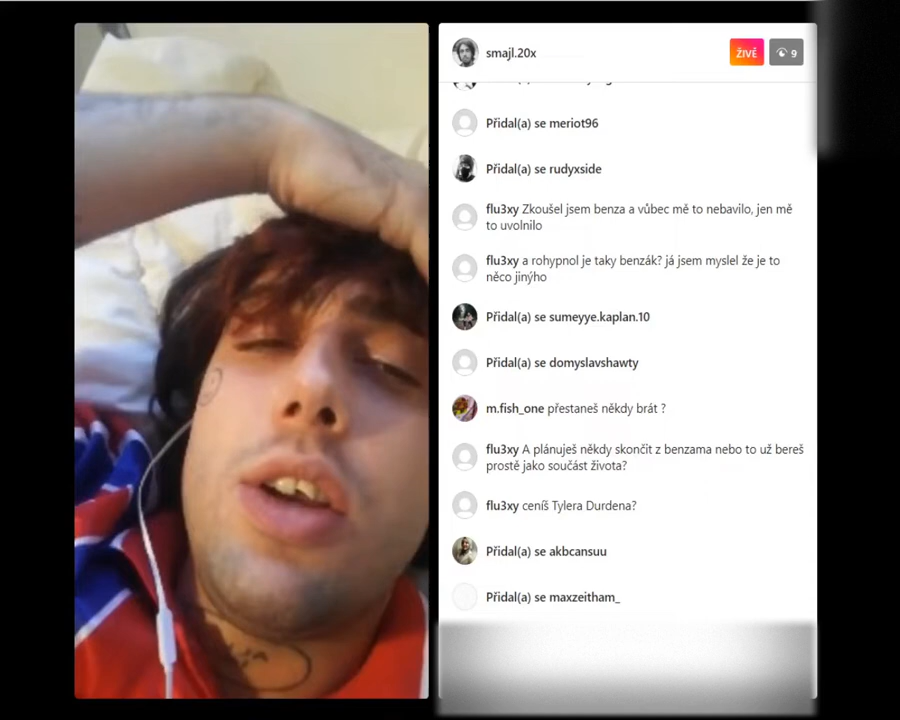 smajl.20x
ŽIVĚ
9
Přidal(a) se meriot96
Přidal(a) se rudyxside
flu3xy Zkoušel jsem benza a vůbec mě to nebavilo, jen mě
to uvolnilo
flu3xy a rohypnol je taky benzák? já jsem myslel že je to
něco jinýho
Přidal(a) se sumeyye.kaplan.10
Přidal(a) se domyslavshawty
m.fish_one přestaneš někdy brát ?
flu3xy A plánuješ někdy skončit z benzama nebo to už bereš
prostě jako součást života?
flu3xy ceníš Tylera Durdena?
Přidal(a) se akbcansuu
Přidal(a) se maxzeitham_